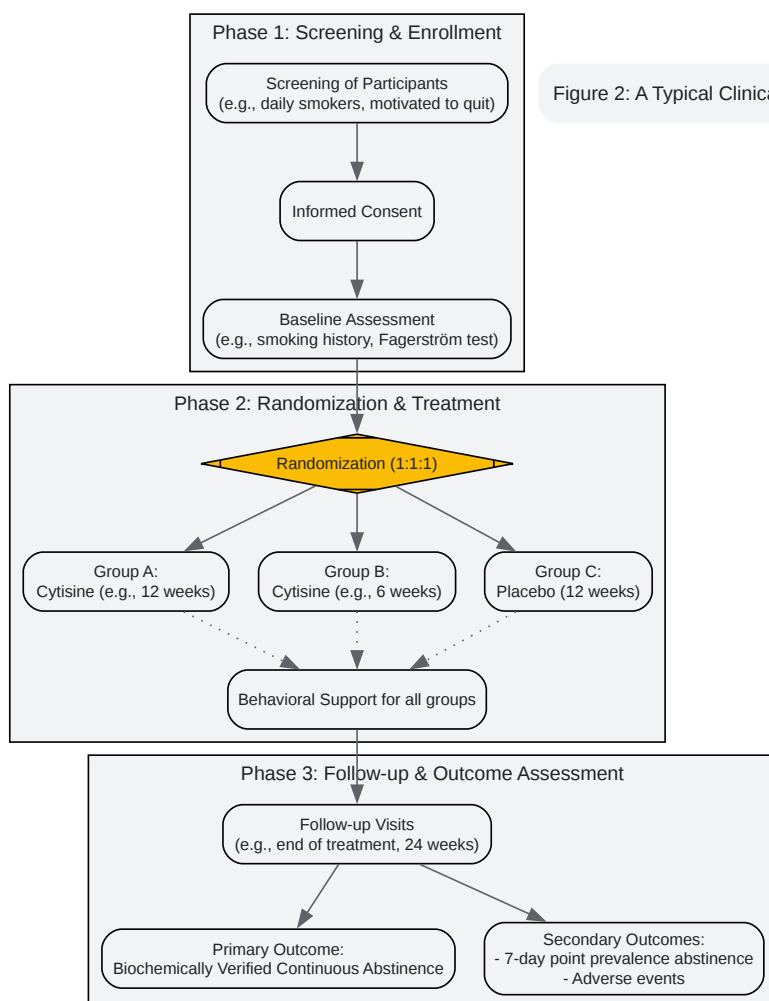 Phase 1: Screening & Enrollment
Screening of Participants
(e.g., daily smokers, motivated to quit)
Figure 2: A Typical Clinica
Informed Consent
Baseline Assessment
(e.g., smoking history, Fagerström test)
Phase 2: Randomization & Treatment
Randomization (1:1:1)
Group A:
Cytisine (e.g., 12 weeks)
Group B:
Cytisine (e.g., 6 weeks)
Group C:
Placebo (12 weeks)
Behavioral Support for all groups
Phase 3: Follow-up & Outcome Assessment
Follow-up Visits
(e.g., end of treatment, 24 weeks)
Primary Outcome:
Biochemically Verified Continuous Abstinence
Secondary Outcomes:
- 7-day point prevalence abstinence
- Adverse events